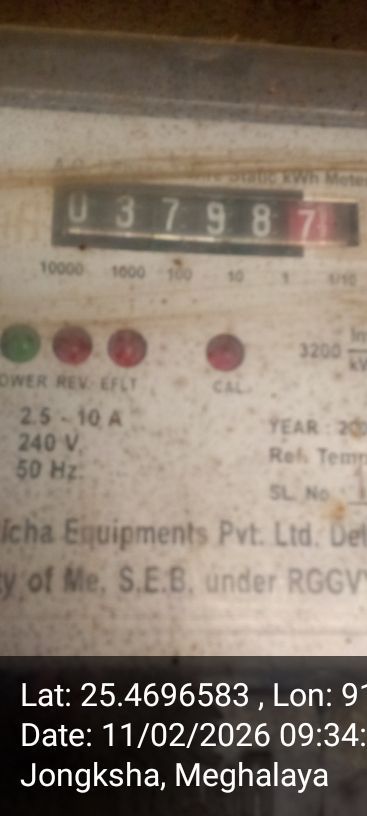 Static kWh Meter
0 3 7 9 8 7
10000 1000 100 10 1 1/10
POWER REV EFLT CAL
3200
2.5 - 10 A
240 V
50 Hz
YEAR
Ref. Temp
SL. No
Equipments Pvt. Ltd.
of Me. S.E.B. under RGGV
Lat: 25.4696583 , Lon: 91
Date: 11/02/2026 09:34:
Jongksha, Meghalaya